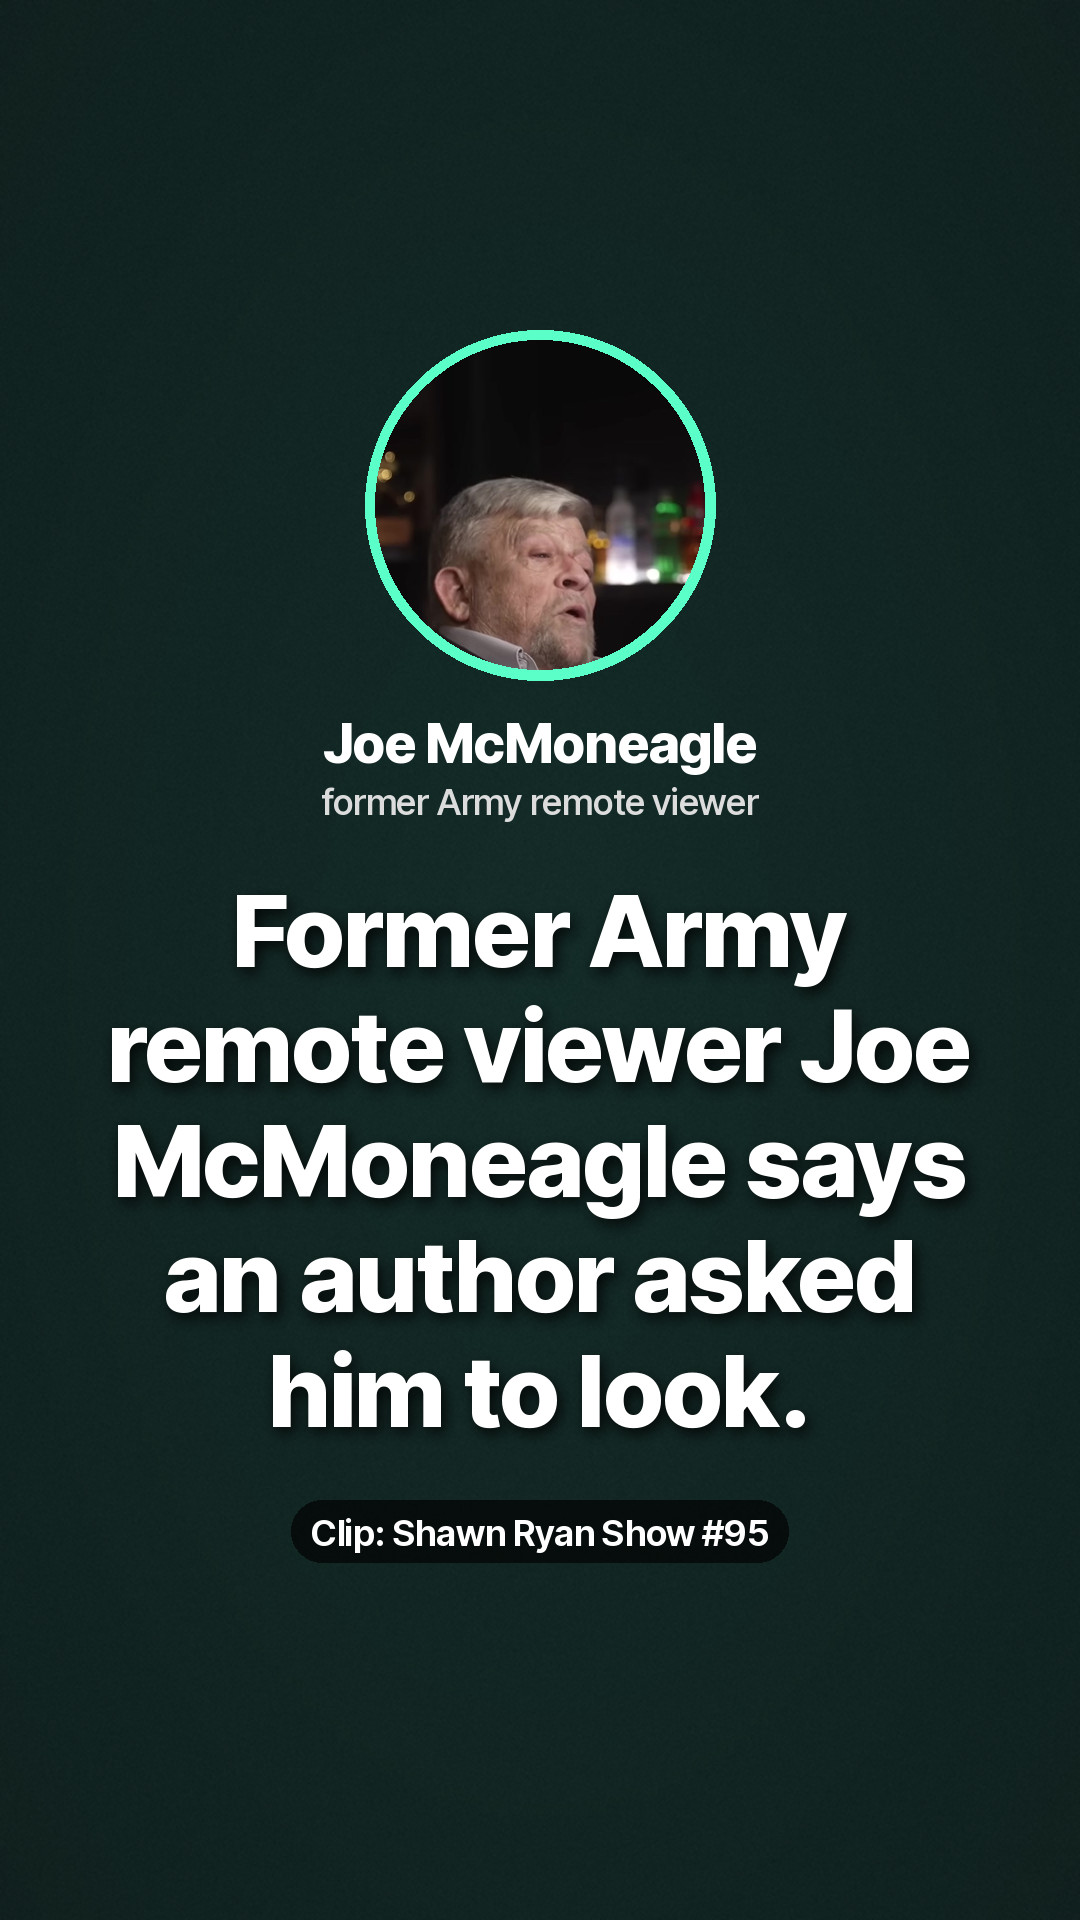 Joe McMoneagle
former Army remote viewer
Former Army
remote viewer Joe
McMoneagle says
an author asked
him to look.
Clip: Shawn Ryan Show #95